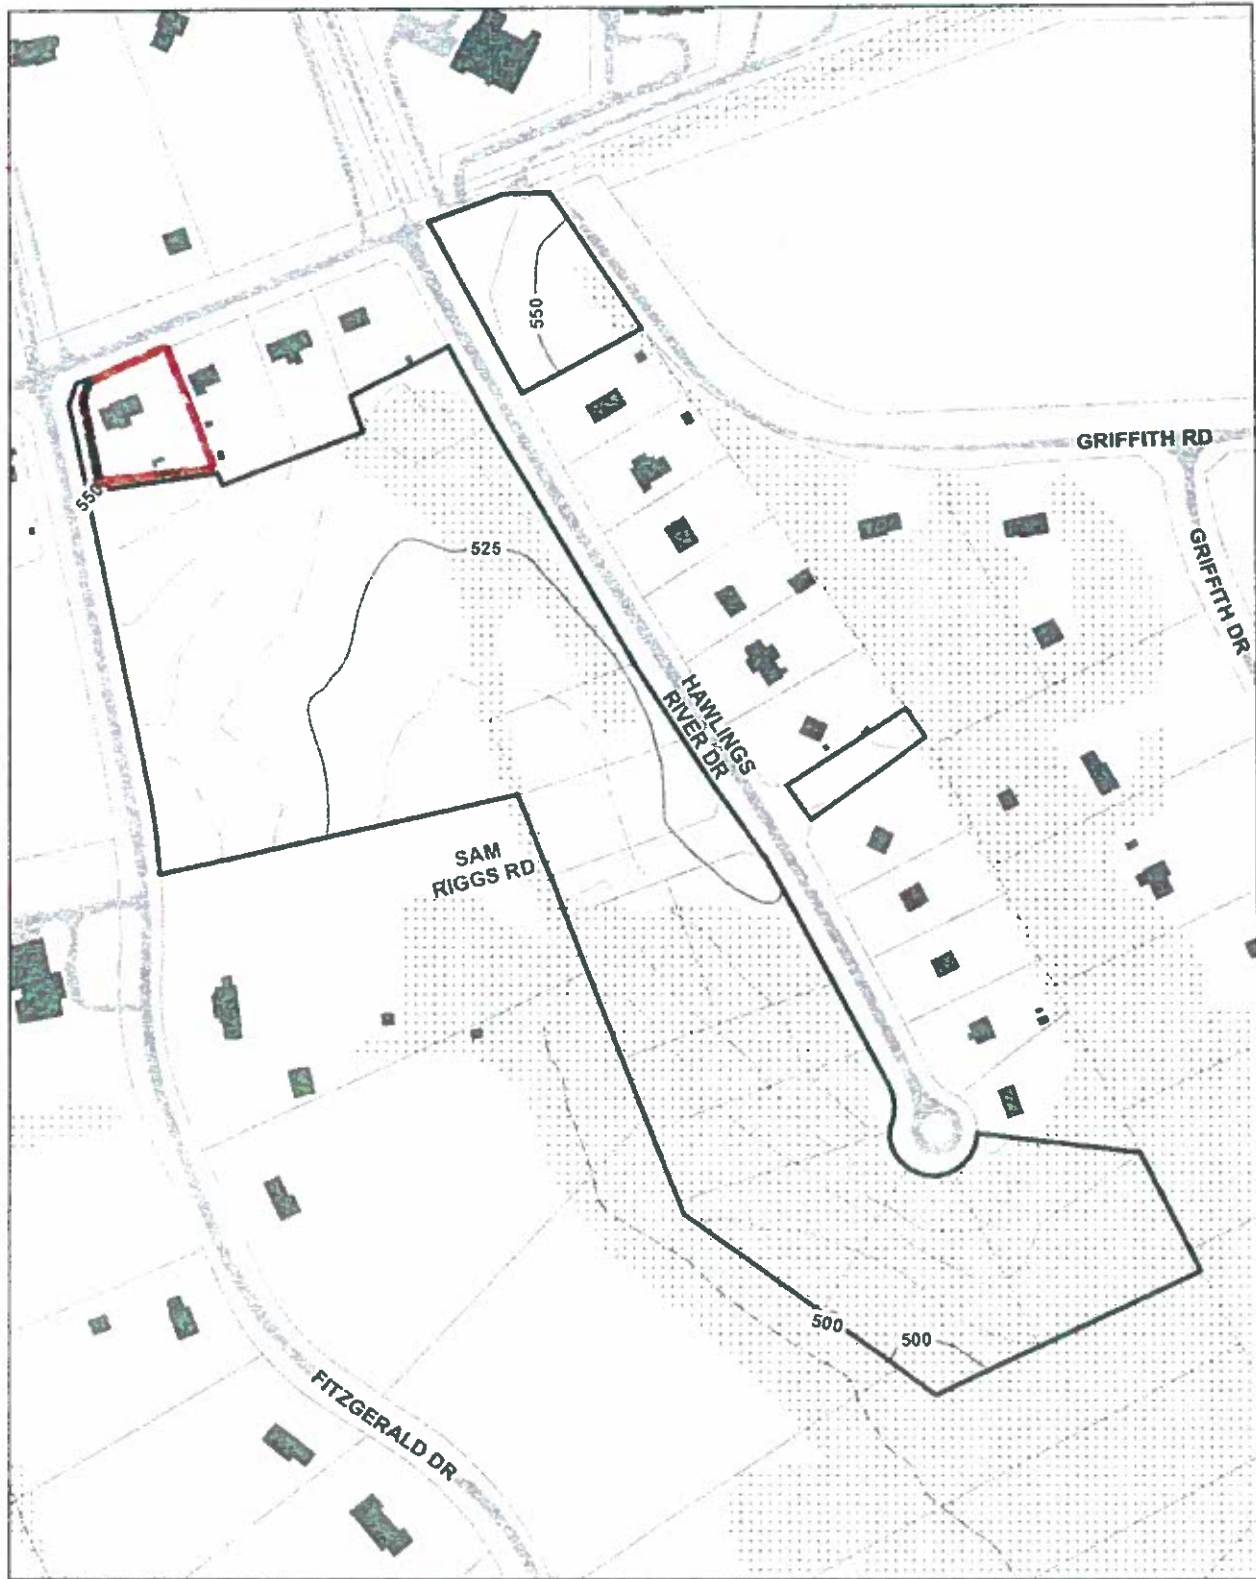 550
GRIFFITH RD
550
525
GRIFFITH DR
HAWLINGS
RIVER DR
SAM
RIGGS RD
500
500
FITZGERALD DR